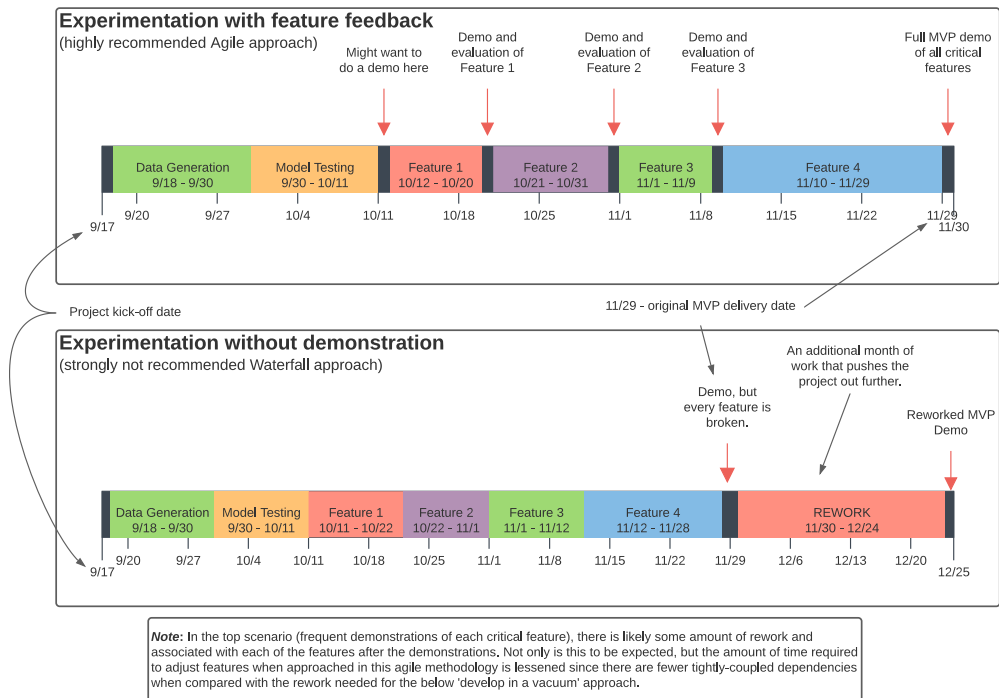 Experimentation with feature feedback
(highly recommended Agile approach)
Might want to
do a demo here
Demo and
evaluation of
Feature 1
Demo and
evaluation of
Feature 2
Demo and
evaluation of
Feature 3
Full MVP demo
of all critical
features
Data Generation
9/18 - 9/30
Model Testing
9/30 - 10/11
Feature 1
10/12 - 10/20
Feature 2
10/21 - 10/31
Feature 3
11/1 - 11/9
Feature 4
11/10 - 11/29
9/17
9/20
9/27
10/4
10/11
10/18
10/25
11/1
11/8
11/15
11/22
11/29
11/30
Project kick-off date
11/29 - original MVP delivery date
Experimentation without demonstration
(strongly not recommended Waterfall approach)
Demo, but
every feature is
broken.
An additional month of
work that pushes the
project out further.
Reworked MVP
Demo
Data Generation
9/18 - 9/30
Model Testing
9/30 - 10/11
Feature 1
10/11 - 10/22
Feature 2
10/22 - 11/1
Feature 3
11/1 - 11/12
Feature 4
11/12 - 11/28
REWORK
11/30 - 12/24
9/17
9/20
9/27
10/4
10/11
10/18
10/25
11/1
11/8
11/15
11/22
11/29
12/6
12/13
12/20
12/25
Note: In the top scenario (frequent demonstrations of each critical feature), there is likely some amount of rework and
associated with each of the features after the demonstrations. Not only is this to be expected, but the amount of time required
to adjust features when approached in this agile methodology is lessened since there are fewer tightly-coupled dependencies
when compared with the rework needed for the below 'develop in a vacuum' approach.